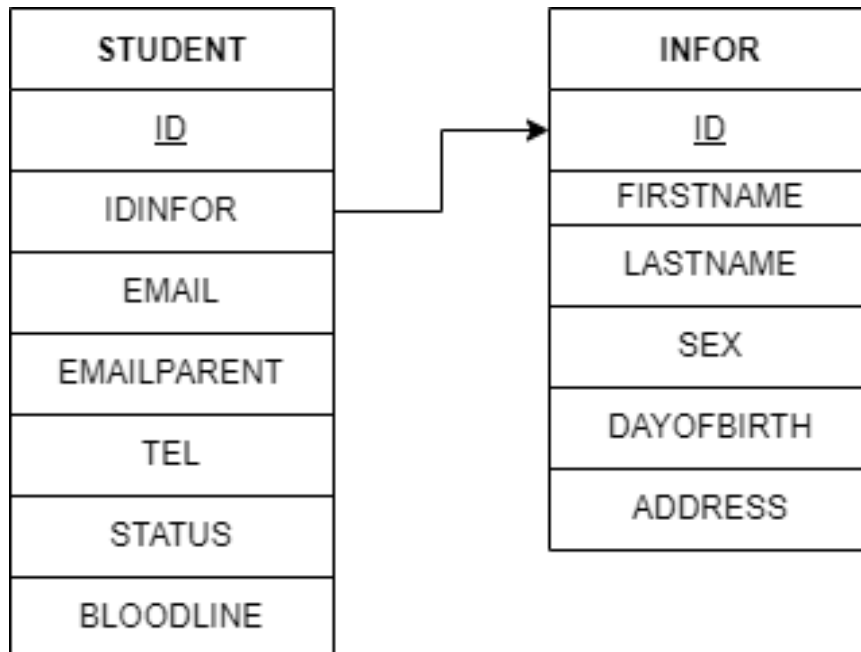 STUDENT
ID
IDINFOR
EMAIL
EMAILPARENT
TEL
STATUS
BLOODLINE
INFOR
ID
FIRSTNAME
LASTNAME
SEX
DAYOFBIRTH
ADDRESS